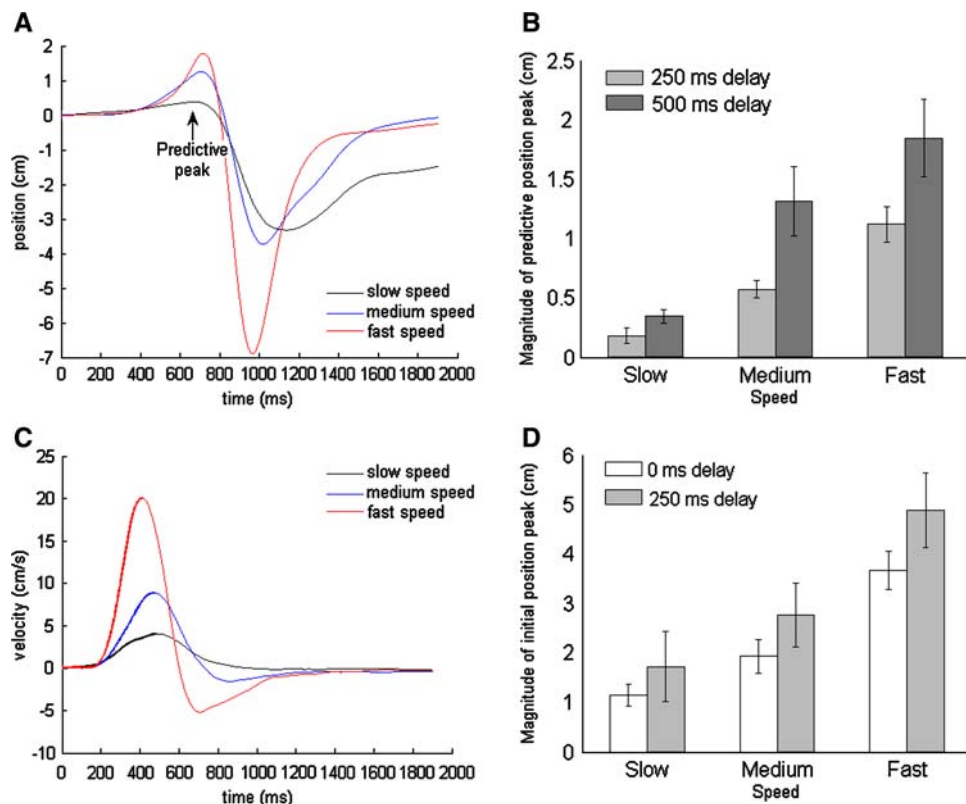 A
2
1
0
-1
-2
-3
-4
-5
-6
-7
position (cm)
Predictive
peak
slow speed
medium speed
fast speed
0 200 400 600 800 1000 1200 1400 1600 1800 2000
time (ms)
B
2.5
2
1.5
1
0.5
0
Magnitude of predictive position peak (cm)
250 ms delay
500 ms delay
Slow Medium Fast
Speed
C
25
20
15
10
5
0
-5
-10
velocity (cm/s)
slow speed
medium speed
fast speed
0 200 400 600 800 1000 1200 1400 1600 1800 2000
time (ms)
D
6
5
4
3
2
1
0
Magnitude of initial position peak (cm)
0 ms delay
250 ms delay
Slow Medium Fast
Speed